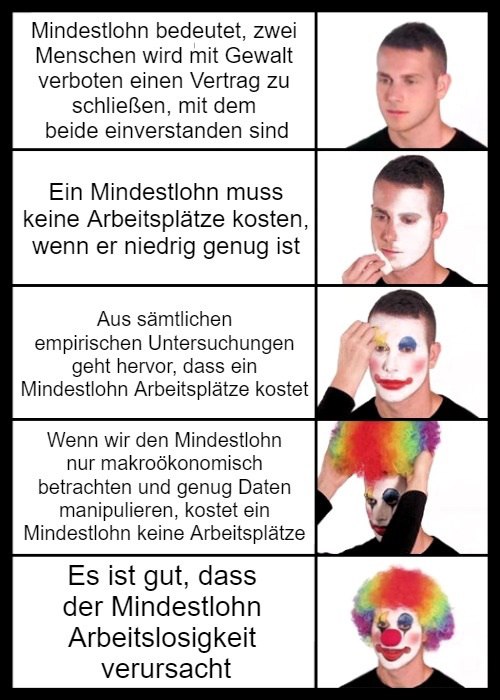 Mindestlohn bedeutet, zwei
Menschen wird mit Gewalt
verboten einen Vertrag zu
schließen, mit dem
beide einverstanden sind
Ein Mindestlohn muss
keine Arbeitsplätze kosten,
wenn er niedrig genug ist
Aus sämtlichen
empirischen Untersuchungen
geht hervor, dass ein
Mindestlohn Arbeitsplätze kostet
Wenn wir den Mindestlohn
nur makroökonomisch
betrachten und genug Daten
manipulieren, kostet ein
Mindestlohn keine Arbeitsplätze
Es ist gut, dass
der Mindestlohn
Arbeitslosigkeit
verursacht